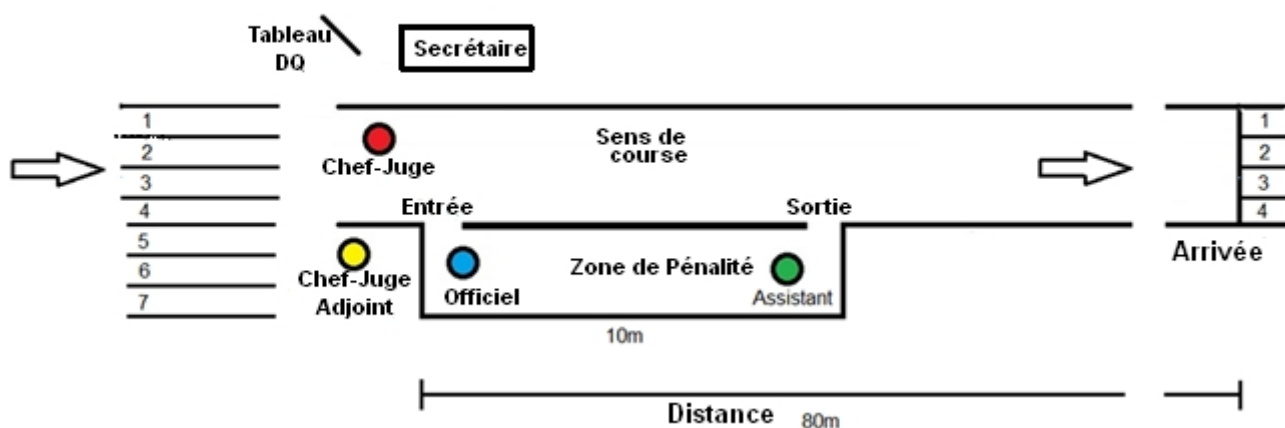 Tableau
DQ
Secrétaire
1
2
3
4
5
6
7
Chef-Juge
Sens de
course
1
2
3
4
Entrée
Sortie
Arrivée
Chef-Juge
Adjoint
Officiel
Zone de Pénalité
Assistant
10m
Distance
80m